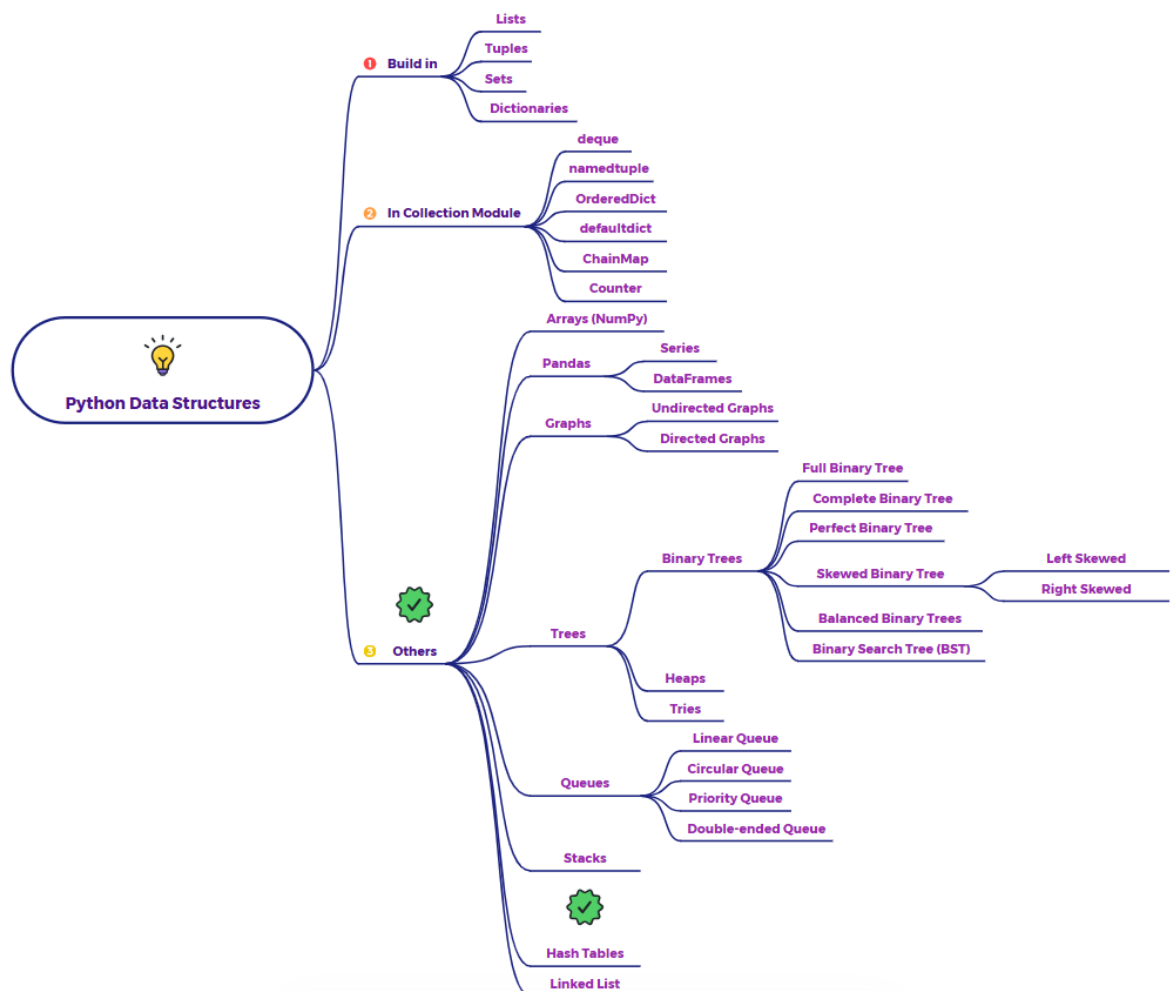 Python Data Structures
1 Build in
Lists
Tuples
Sets
Dictionaries
2 In Collection Module
deque
namedtuple
OrderedDict
defaultdict
ChainMap
Counter
3 Others
Arrays (NumPy)
Pandas
Series
DataFrames
Graphs
Undirected Graphs
Directed Graphs
Trees
Binary Trees
Full Binary Tree
Complete Binary Tree
Perfect Binary Tree
Skewed Binary Tree
Left Skewed
Right Skewed
Balanced Binary Trees
Binary Search Tree (BST)
Heaps
Tries
Queues
Linear Queue
Circular Queue
Priority Queue
Double-ended Queue
Stacks
Hash Tables
Linked List